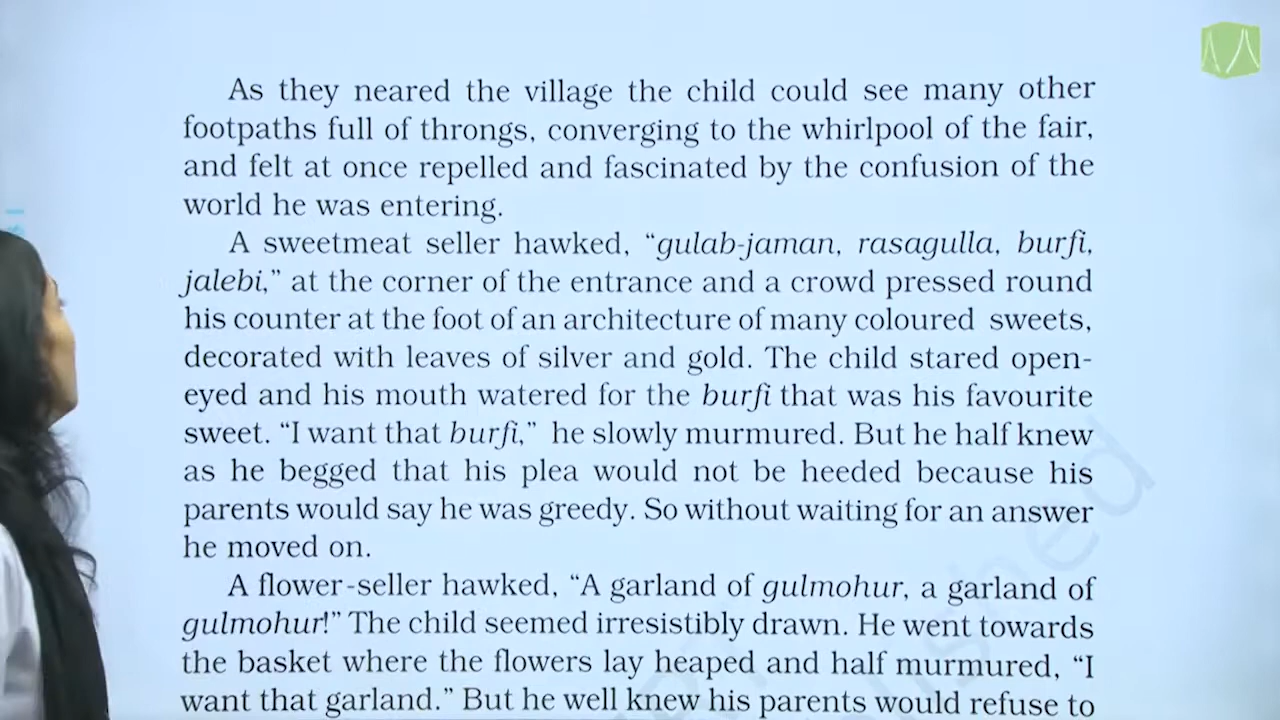 As they neared the village the child could see many other
footpaths full of throngs, converging to the whirlpool of the fair,
and felt at once repelled and fascinated by the confusion of the
world he was entering.
A sweetmeat seller hawked, “gulab-jaman, rasagulla, burfi,
jalebi,” at the corner of the entrance and a crowd pressed round
his counter at the foot of an architecture of many coloured sweets,
decorated with leaves of silver and gold. The child stared open-
eyed and his mouth watered for the burfi that was his favourite
sweet. “I want that burfi,” he slowly murmured. But he half knew
as he begged that his plea would not be heeded because his
parents would say he was greedy. So without waiting for an answer
he moved on.
A flower-seller hawked, “A garland of gulmohur, a garland of
gulmohur!” The child seemed irresistibly drawn. He went towards
the basket where the flowers lay heaped and half murmured, “I
want that garland.” But he well knew his parents would refuse to